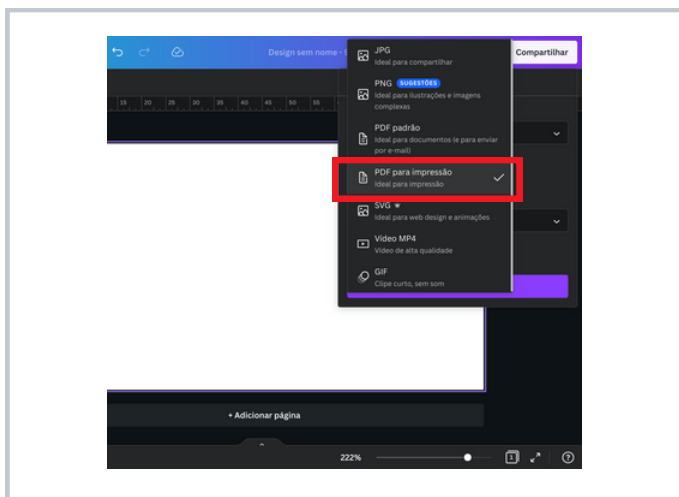 Design sem nome - 
Compartilhar
JPG
Ideal para compartilhar
PNG SUGESTÕES
Ideal para ilustrações e imagens
complexas
15 20 25 30 35 40 45 50 55
PDF padrão
Ideal para documentos (e para enviar
por e-mail)
PDF para impressão
Ideal para impressão
SVG
Ideal para web design e animações
Vídeo MP4
Vídeo de alta qualidade
GIF
Clipe curto, sem som
+ Adicionar página
222%
1
?